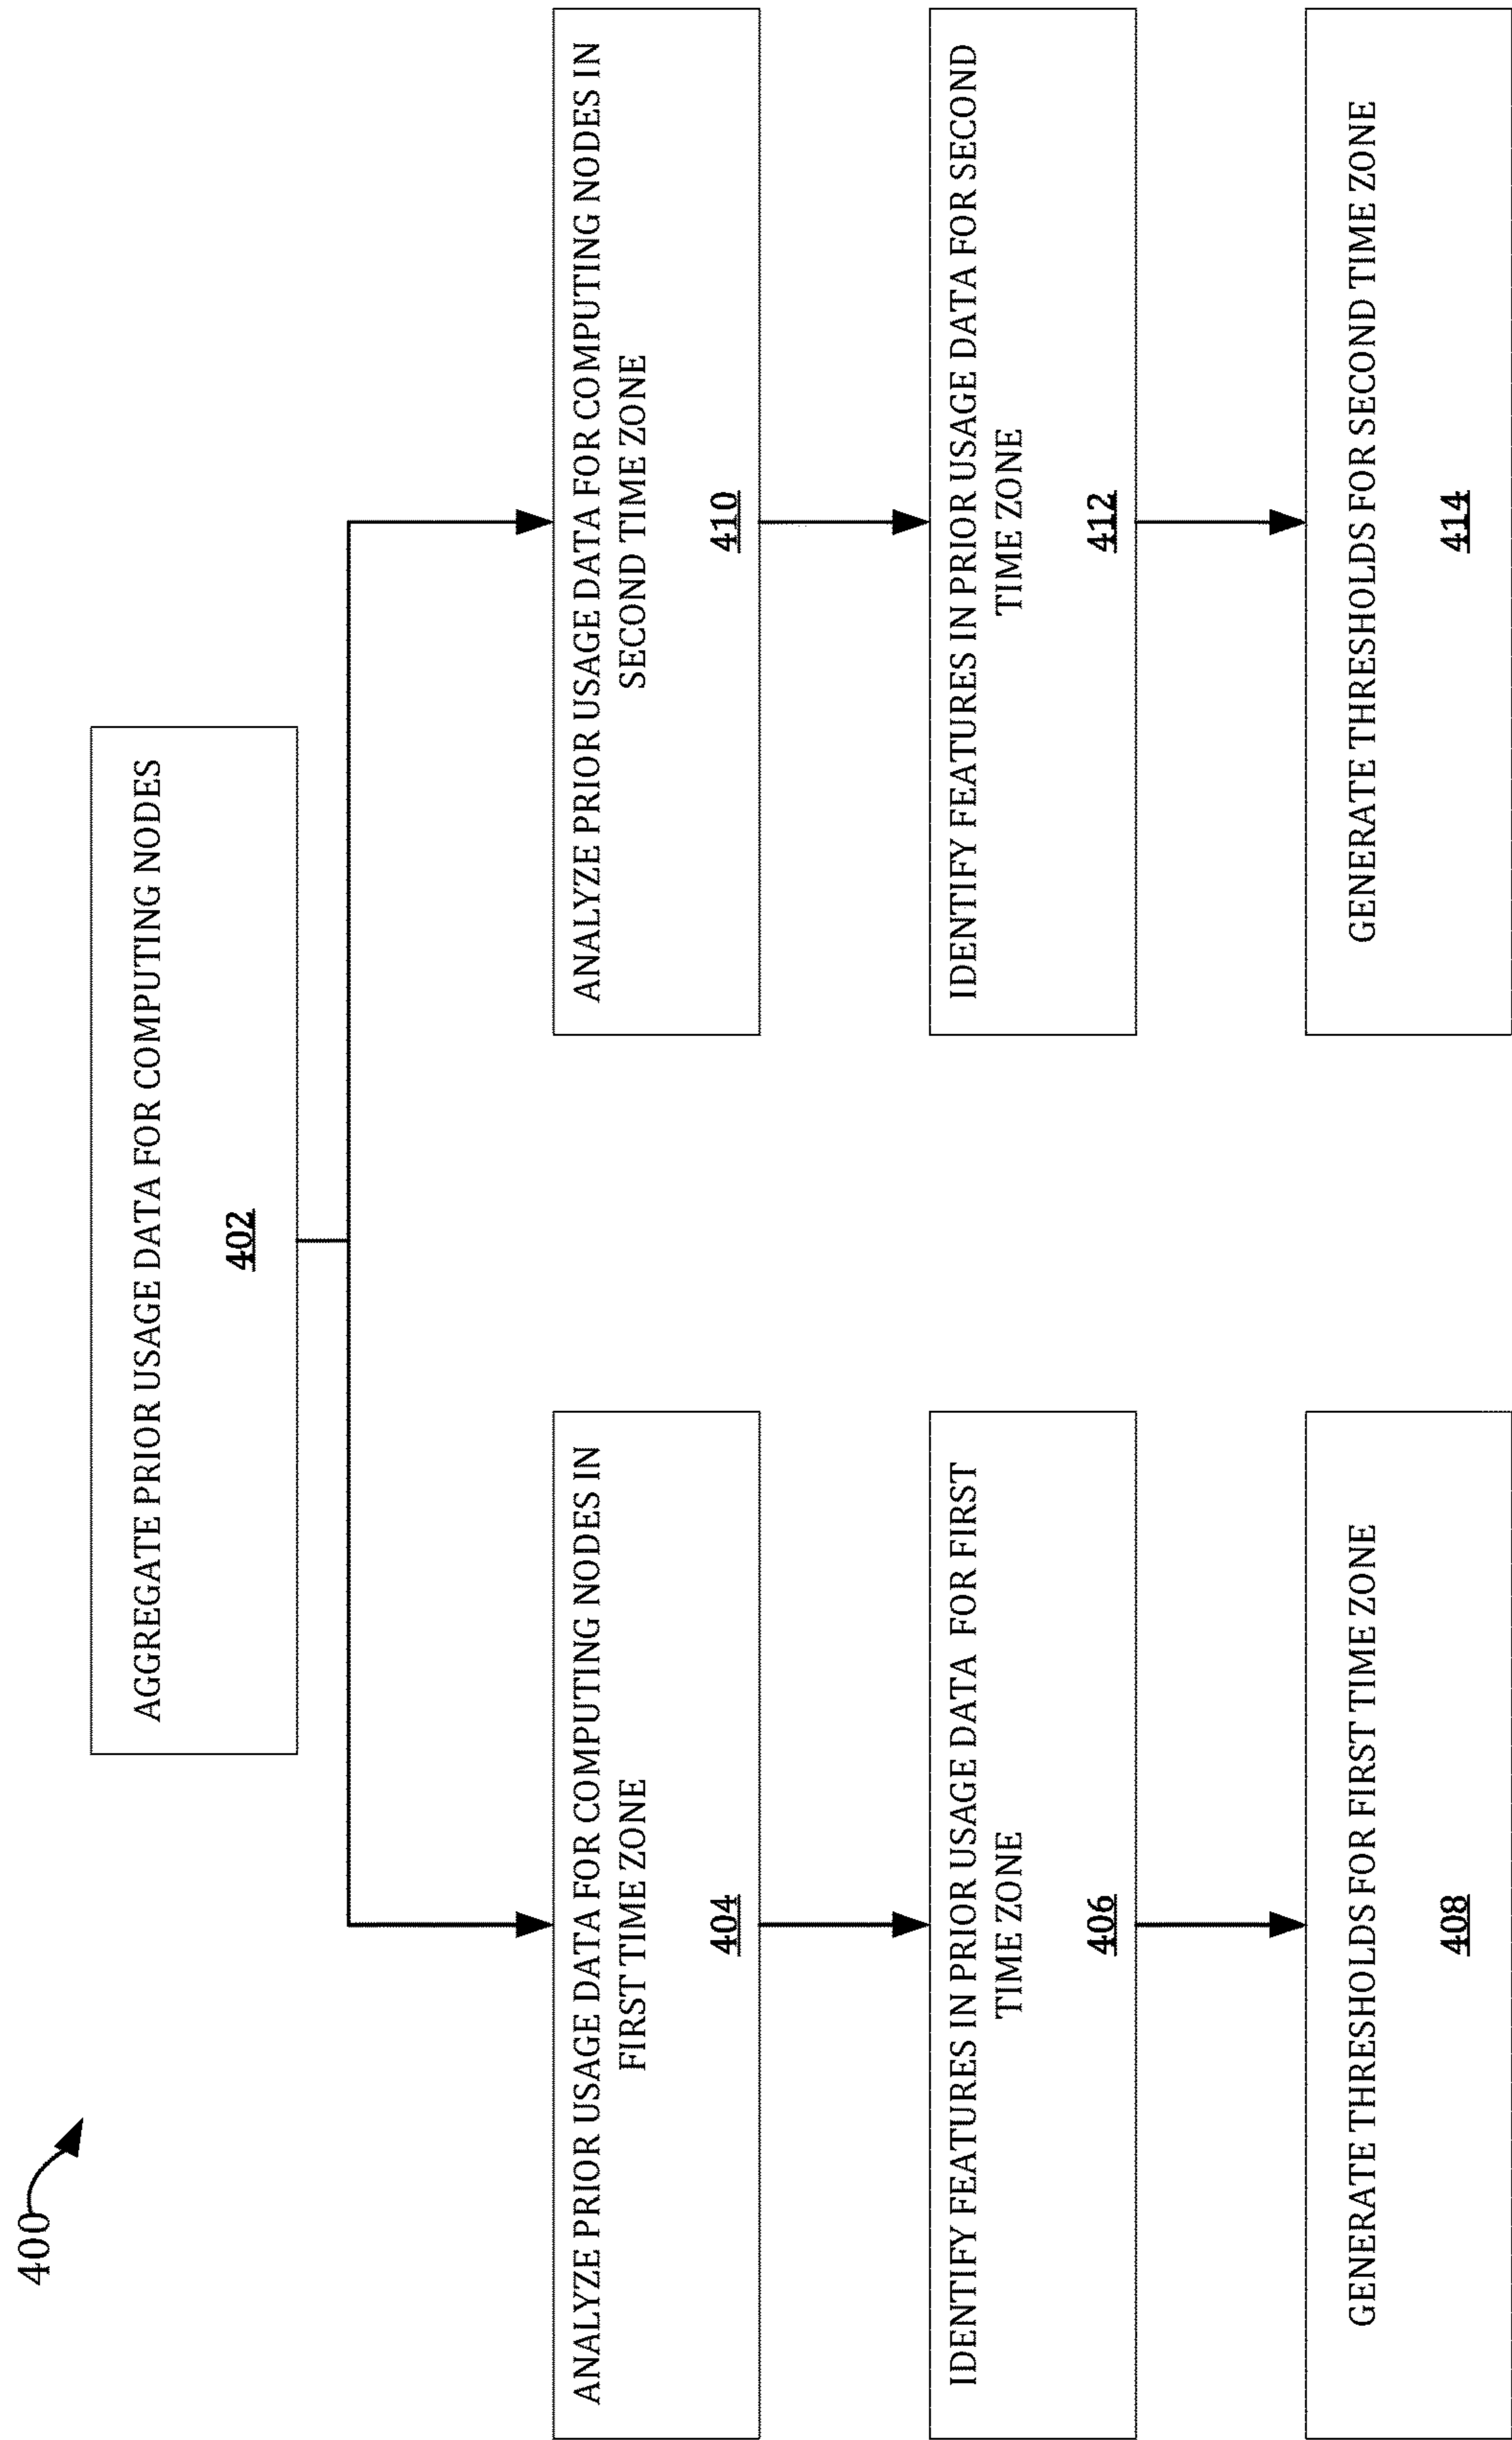 400
AGGREGATE PRIOR USAGE DATA FOR COMPUTING NODES
402
ANALYZE PRIOR USAGE DATA FOR COMPUTING NODES IN
FIRST TIME ZONE
404
IDENTIFY FEATURES IN PRIOR USAGE DATA FOR FIRST
TIME ZONE
406
GENERATE THRESHOLDS FOR FIRST TIME ZONE
408
ANALYZE PRIOR USAGE DATA FOR COMPUTING NODES IN
SECOND TIME ZONE
410
IDENTIFY FEATURES IN PRIOR USAGE DATA FOR SECOND
TIME ZONE
412
GENERATE THRESHOLDS FOR SECOND TIME ZONE
414